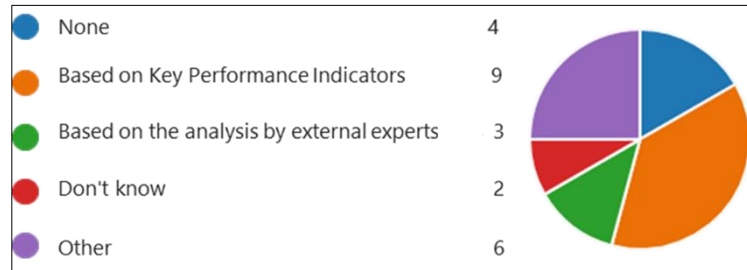 None 4
Based on Key Performance Indicators 9
Based on the analysis by external experts 3
Don't know 2
Other 6